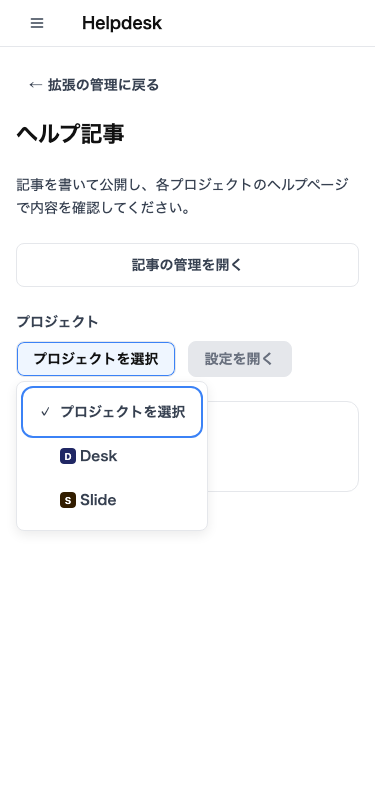 Helpdesk
← 拡張の管理に戻る
ヘルプ記事
記事を書いて公開し、各プロジェクトのヘルプページ
で内容を確認してください。
記事の管理を開く
プロジェクト
プロジェクトを選択
設定を開く
✓ プロジェクトを選択
D Desk
S Slide